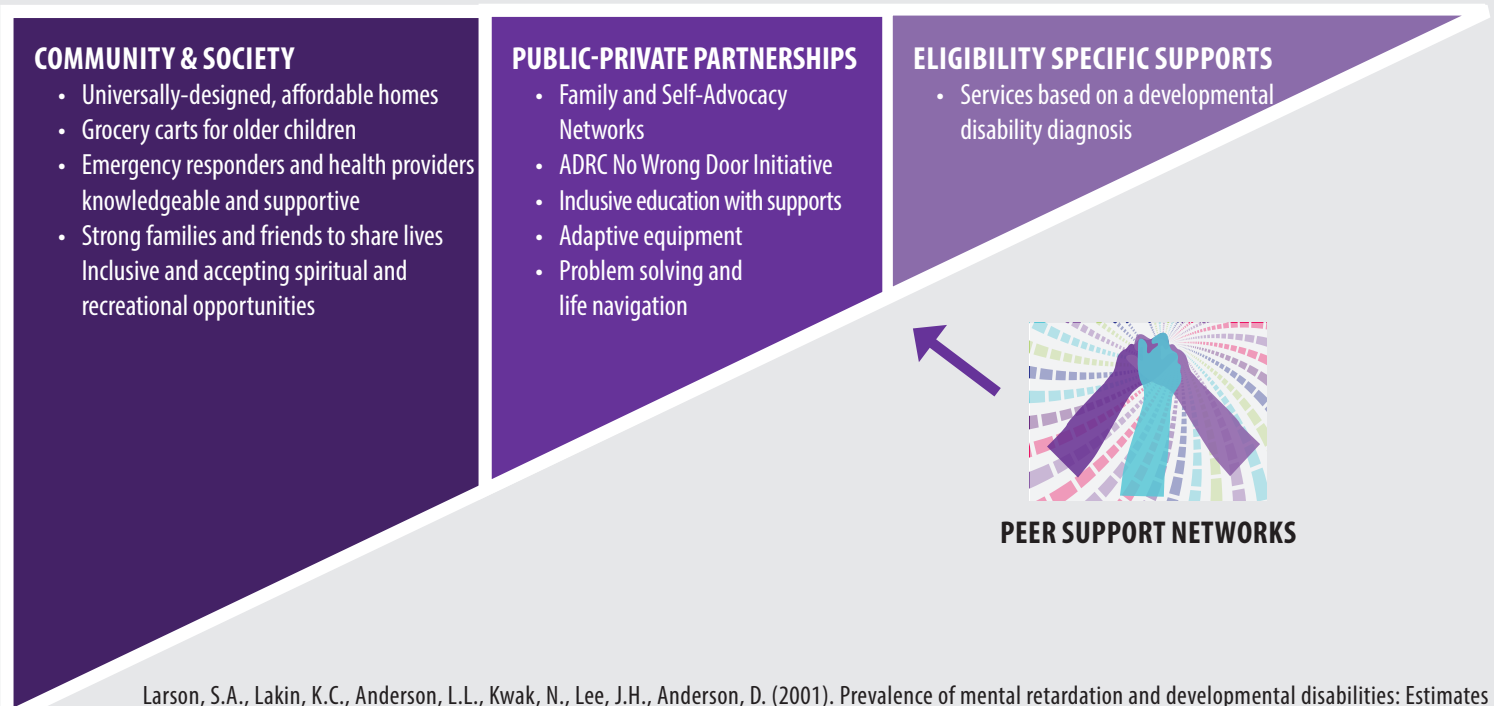 COMMUNITY & SOCIETY
• Universally-designed, affordable homes
• Grocery carts for older children
• Emergency responders and health providers
knowledgeable and supportive
• Strong families and friends to share lives
Inclusive and accepting spiritual and
recreational opportunities
PUBLIC-PRIVATE PARTNERSHIPS
• Family and Self-Advocacy
Networks
• ADRC No Wrong Door Initiative
• Inclusive education with supports
• Adaptive equipment
• Problem solving and
life navigation
ELIGIBILITY SPECIFIC SUPPORTS
• Services based on a developmental
disability diagnosis
PEER SUPPORT NETWORKS
Larson, S.A., Lakin, K.C., Anderson, L.L., Kwak, N., Lee, J.H., Anderson, D. (2001). Prevalence of mental retardation and developmental disabilities: Estimates